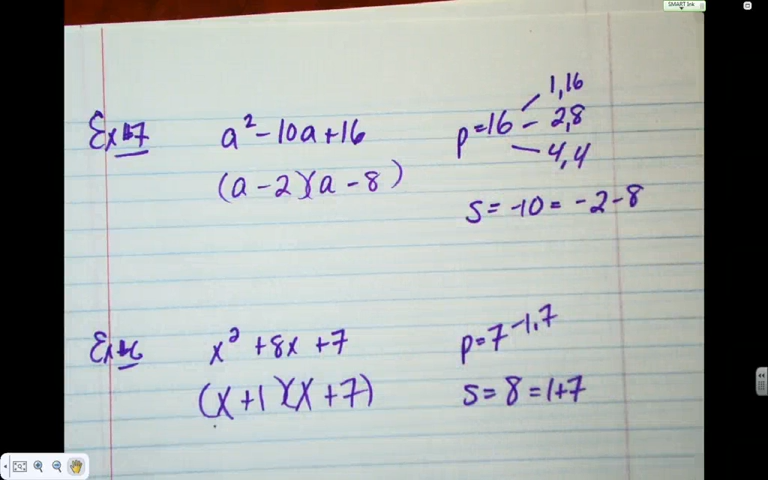 SMART Ink
Ex 7 a² - 10a + 16 p = 16 1, 16
2, 8
4, 4
(a - 2)(a - 8)
s = -10 = -2 - 8
Ex 6 x² + 8x + 7 p = 7 - 1, 7
(x + 1)(x + 7) s = 8 = 1 + 7